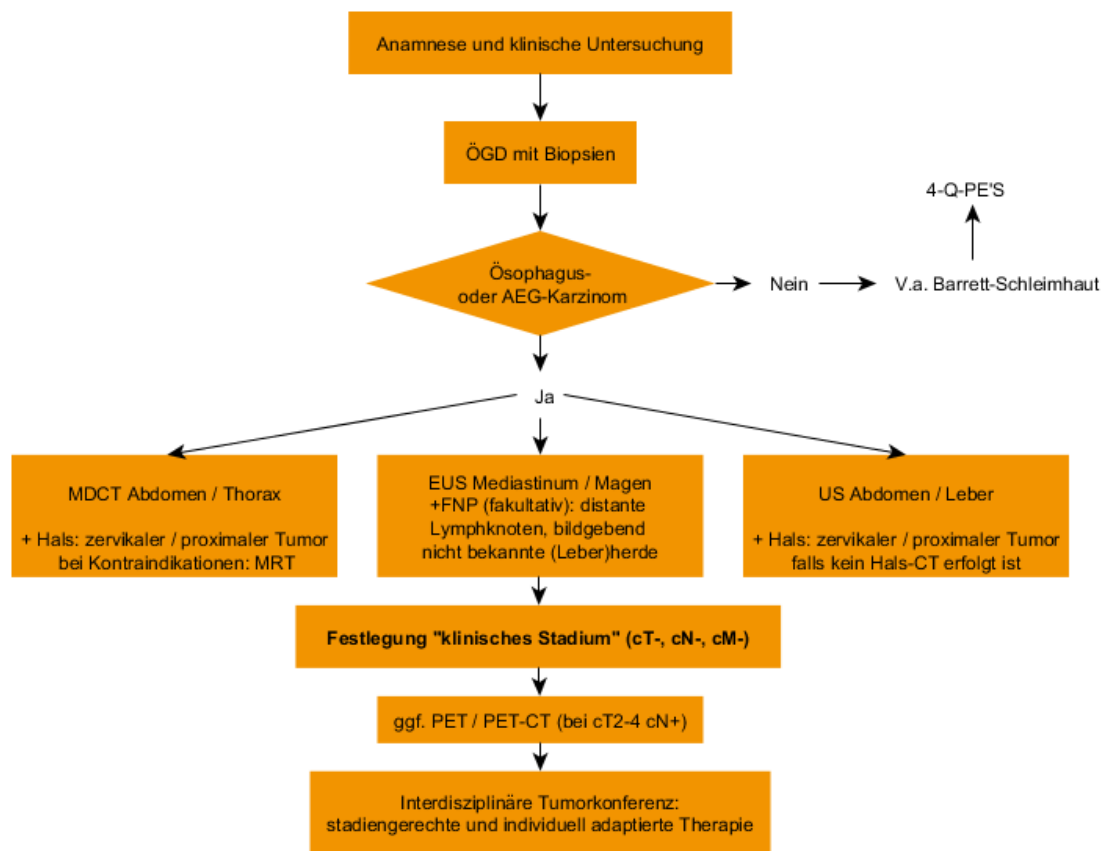 Anamnese und klinische Untersuchung
ÖGD mit Biopsien
4-Q-PE'S
Ösophagus-
oder AEG-Karzinom
Nein
V.a. Barrett-Schleimhaut
Ja
MDCT Abdomen / Thorax
+ Hals: zervikaler / proximaler Tumor
bei Kontraindikationen: MRT
EUS Mediastinum / Magen
+FNP (fakultativ): distante
Lymphknoten, bildgebend
nicht bekannte (Leber)herde
US Abdomen / Leber
+ Hals: zervikaler / proximaler Tumor
falls kein Hals-CT erfolgt ist
Festlegung "klinisches Stadium" (cT-, cN-, cM-)
ggf. PET / PET-CT (bei cT2-4 cN+)
Interdisziplinäre Tumorkonferenz:
stadiengerechte und individuell adaptierte Therapie